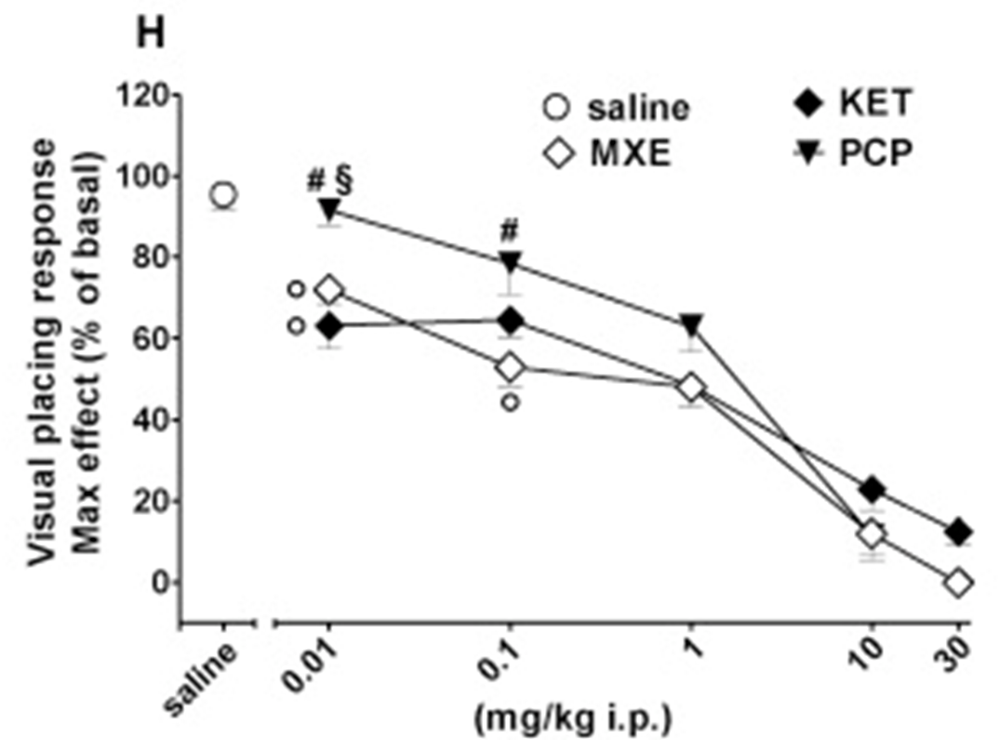 H
saline
KET
MXE
PCP
Visual placing response
Max effect (% of basal)
120
100
80
60
40
20
0
# §
#
saline
0.01
0.1
1
10
30
(mg/kg i.p.)